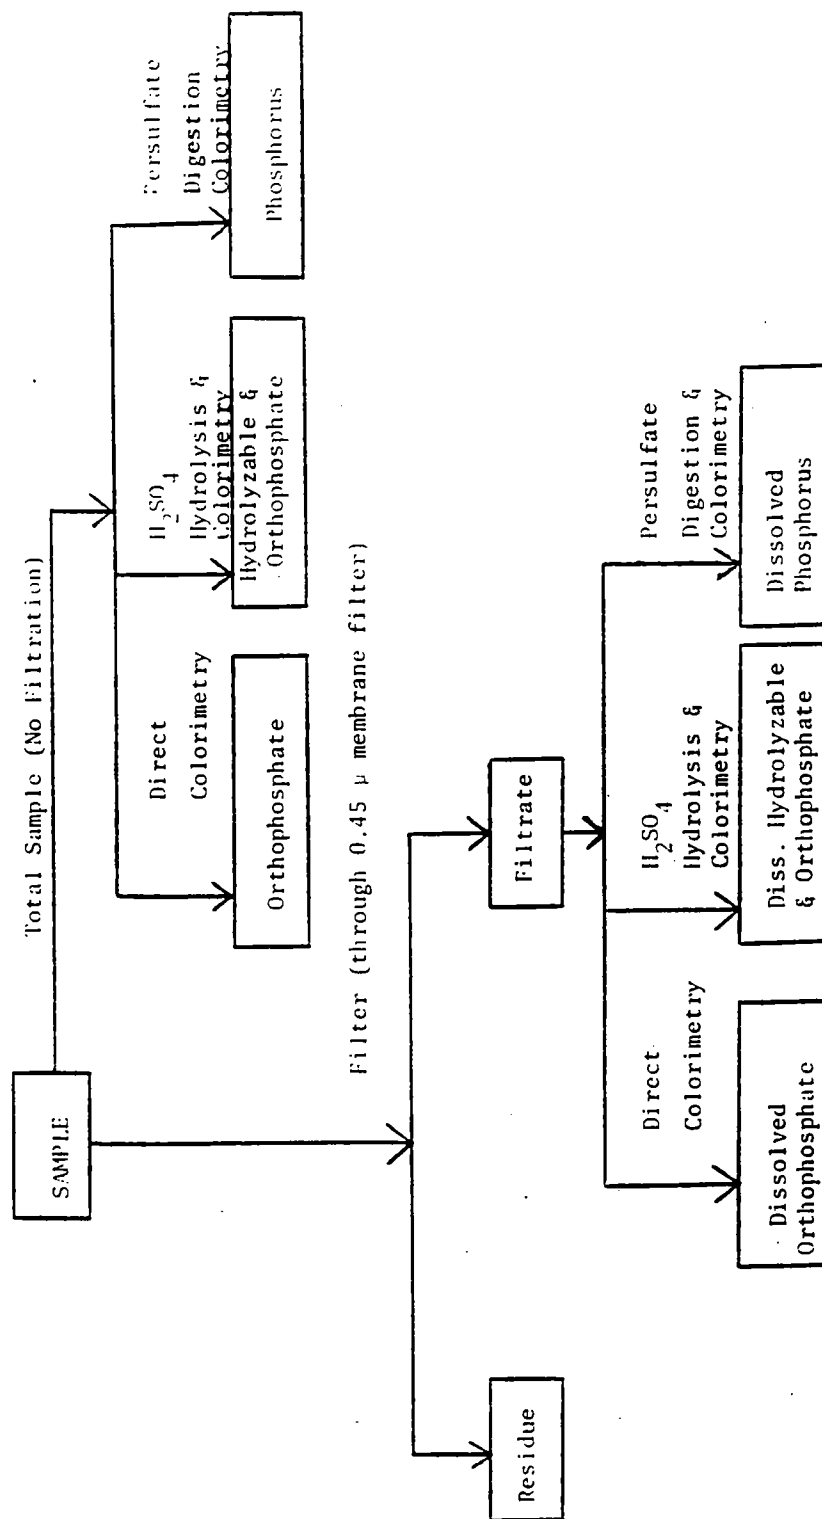 SAMPLE
Total Sample (No Filtration)
Direct
Colorimetry
H2SO4
Hydrolysis &
Colorimetry
Persulfate
Digestion
Colorimetry
Orthophosphate
Hydrolyzable &
Orthophosphate
Phosphorus
Filter (through 0.45 μ membrane filter)
Residue
Filtrate
Direct
Colorimetry
H2SO4
Hydrolysis &
Colorimetry
Persulfate
Digestion &
Colorimetry
Dissolved
Orthophosphate
Diss. Hydrolyzable
& Orthophosphate
Dissolved
Phosphorus